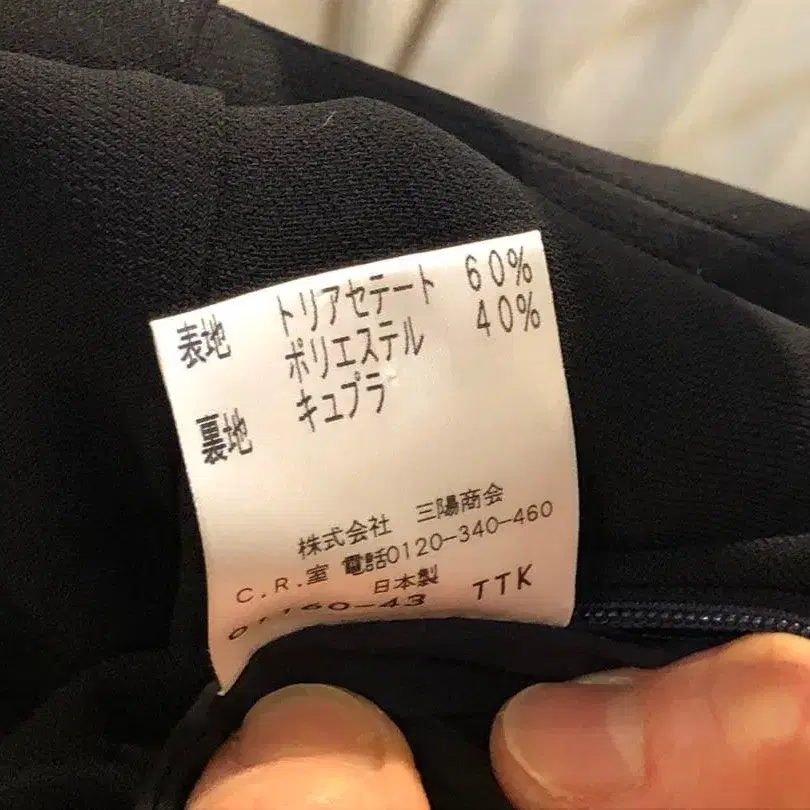 表地 トリアセテート 60%
ポリエステル 40%
裏地 キュプラ
株式会社 三陽商会
C.R.室 電話0120-340-460
日本製
01160-43 TTK